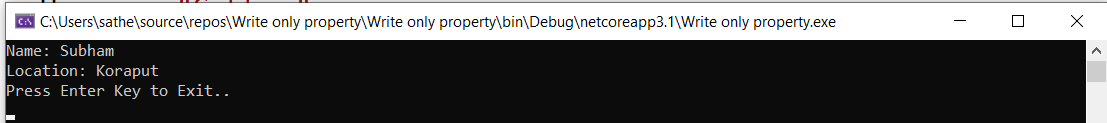 C:\Users\sathe\source\repos\Write only property\Write only property\bin\Debug\netcoreapp3.1\Write only property.exe
Name: Subham
Location: Koraput
Press Enter Key to Exit..